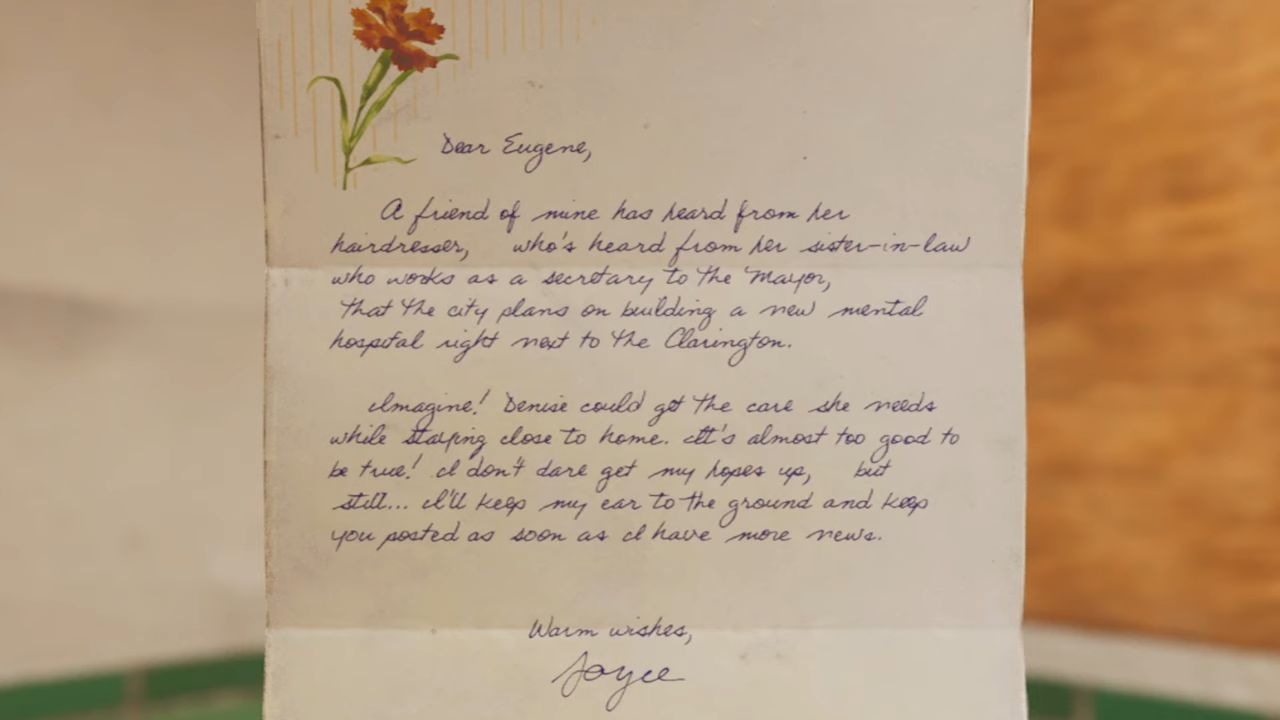 Dear Eugene,
A friend of mine has heard from her
hairdresser, who's heard from her sister-in-law
who works as a secretary to the Mayor,
that the city plans on building a new mental
hospital right next to the Clarington.
Imagine! Denise could get the care she needs
while staying close to home. It's almost too good to
be true! I don't dare get my hopes up, but
still... I'll keep my ear to the ground and keep
you posted as soon as I have more news.
Warm wishes,
Joyce